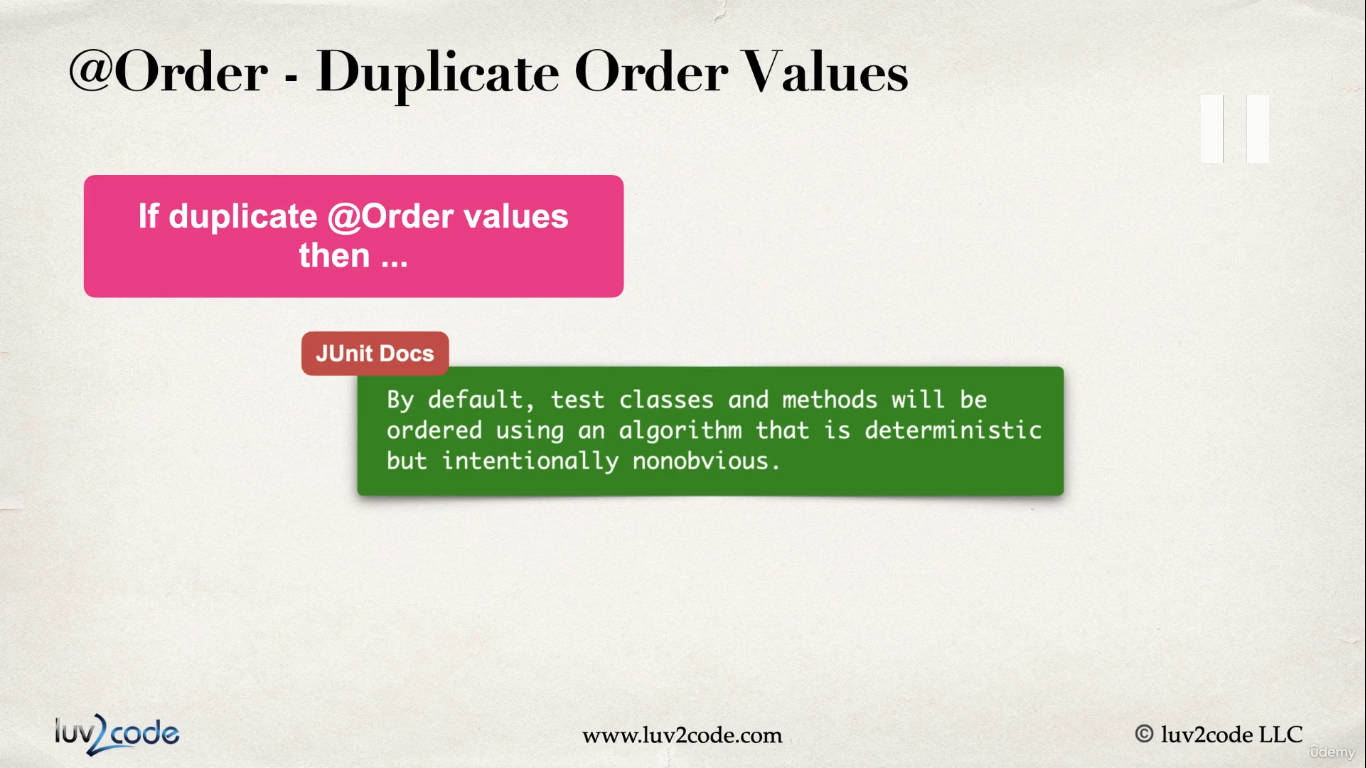 @Order - Duplicate Order Values
If duplicate @Order values
then ...
JUnit Docs
By default, test classes and methods will be
ordered using an algorithm that is deterministic
but intentionally nonobvious.
luv2code
www.luv2code.com
© luv2code LLC
ûdemy